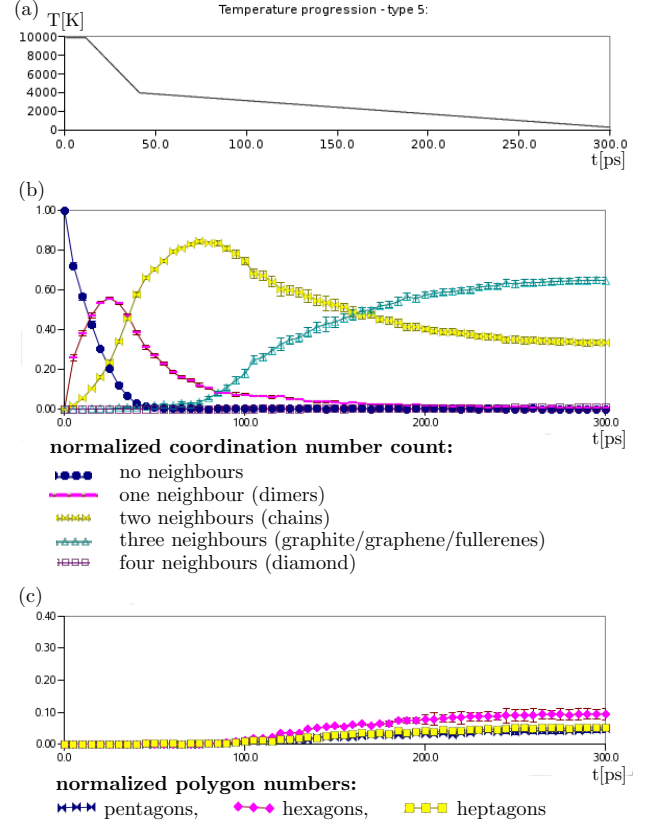 (a)
Temperature progression - type 5:
T[K]
10000
8000
6000
4000
2000
0
0.0 50.0 100.0 150.0 200.0 250.0 300.0
t[ps]
(b)
1.00
0.80
0.60
0.40
0.20
0.00
0.0 100.0 200.0 300.0
t[ps]
normalized coordination number count:
no neighbours
one neighbour (dimers)
two neighbours (chains)
three neighbours (graphite/graphene/fullerenes)
four neighbours (diamond)
(c)
0.40
0.30
0.20
0.10
0.00
0.0 100.0 200.0 300.0
t[ps]
normalized polygon numbers:
pentagons, hexagons, heptagons